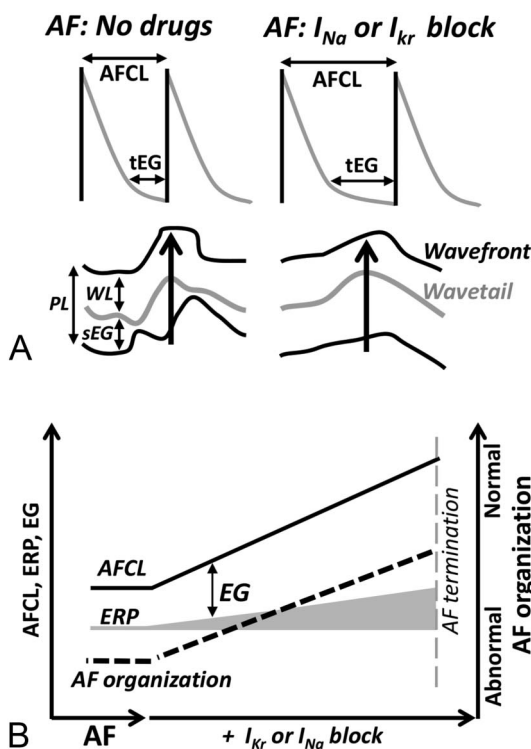 AF: No drugs
AF: INa or Ikr block
AFCL
AFCL
tEG
tEG
Wavefront
PL
WL
Wavetail
sEG
A
AFCL, ERP, EG
AFCL
EG
ERP
AF organization
AF termination
Normal
Abnormal
AF organization
B
AF
+ IKr or INa block